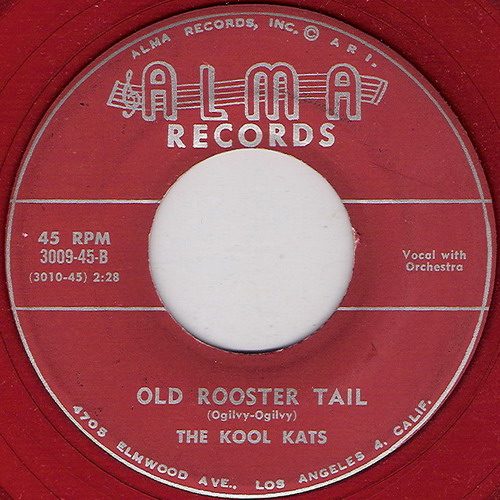 ALMA RECORDS, INC. © A R I.
ALMA
RECORDS
45 RPM
3009-45-B
(3010-45) 2:28
Vocal with
Orchestra
OLD ROOSTER TAIL
(Ogilvy-Ogilvy)
THE KOOL KATS
4705 ELMWOOD AVE., LOS ANGELES 4, CALIF.